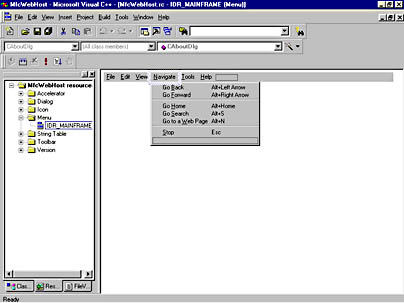 MfcWebHost - Microsoft Visual C++ - [MfcWebHost.rc - IDR_MAINFRAME (Menu)]
File Edit View Insert Project Build Tools Window Help
CAboutDlg (All class members) CAboutDlg
MfcWebHost resource
Accelerator
Dialog
Icon
Menu
IDR_MAINFRAME
String Table
Toolbar
Version
Clas... Res... FileV...
File Edit View Navigate Tools Help
Go Back Alt+Left Arrow
Go Forward Alt+Right Arrow
Go Home Alt+Home
Go Search Alt+S
Go to a Web Page Alt+N
Stop Esc
Ready